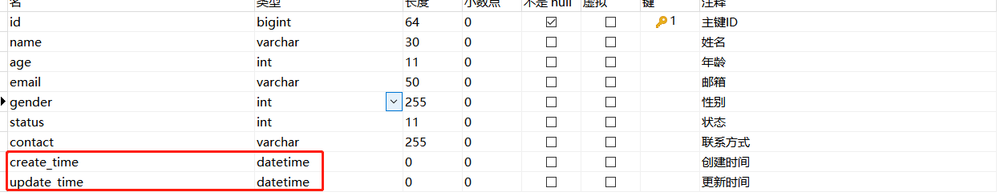 名 类型 长度 小数点 不是 null 虚拟 键 注释
id bigint 64 0 1 主键ID
name varchar 30 0 姓名
age int 11 0 年龄
email varchar 50 0 邮箱
gender int 255 0 性别
status int 11 0 状态
contact varchar 255 0 联系方式
create_time datetime 0 0 创建时间
update_time datetime 0 0 更新时间